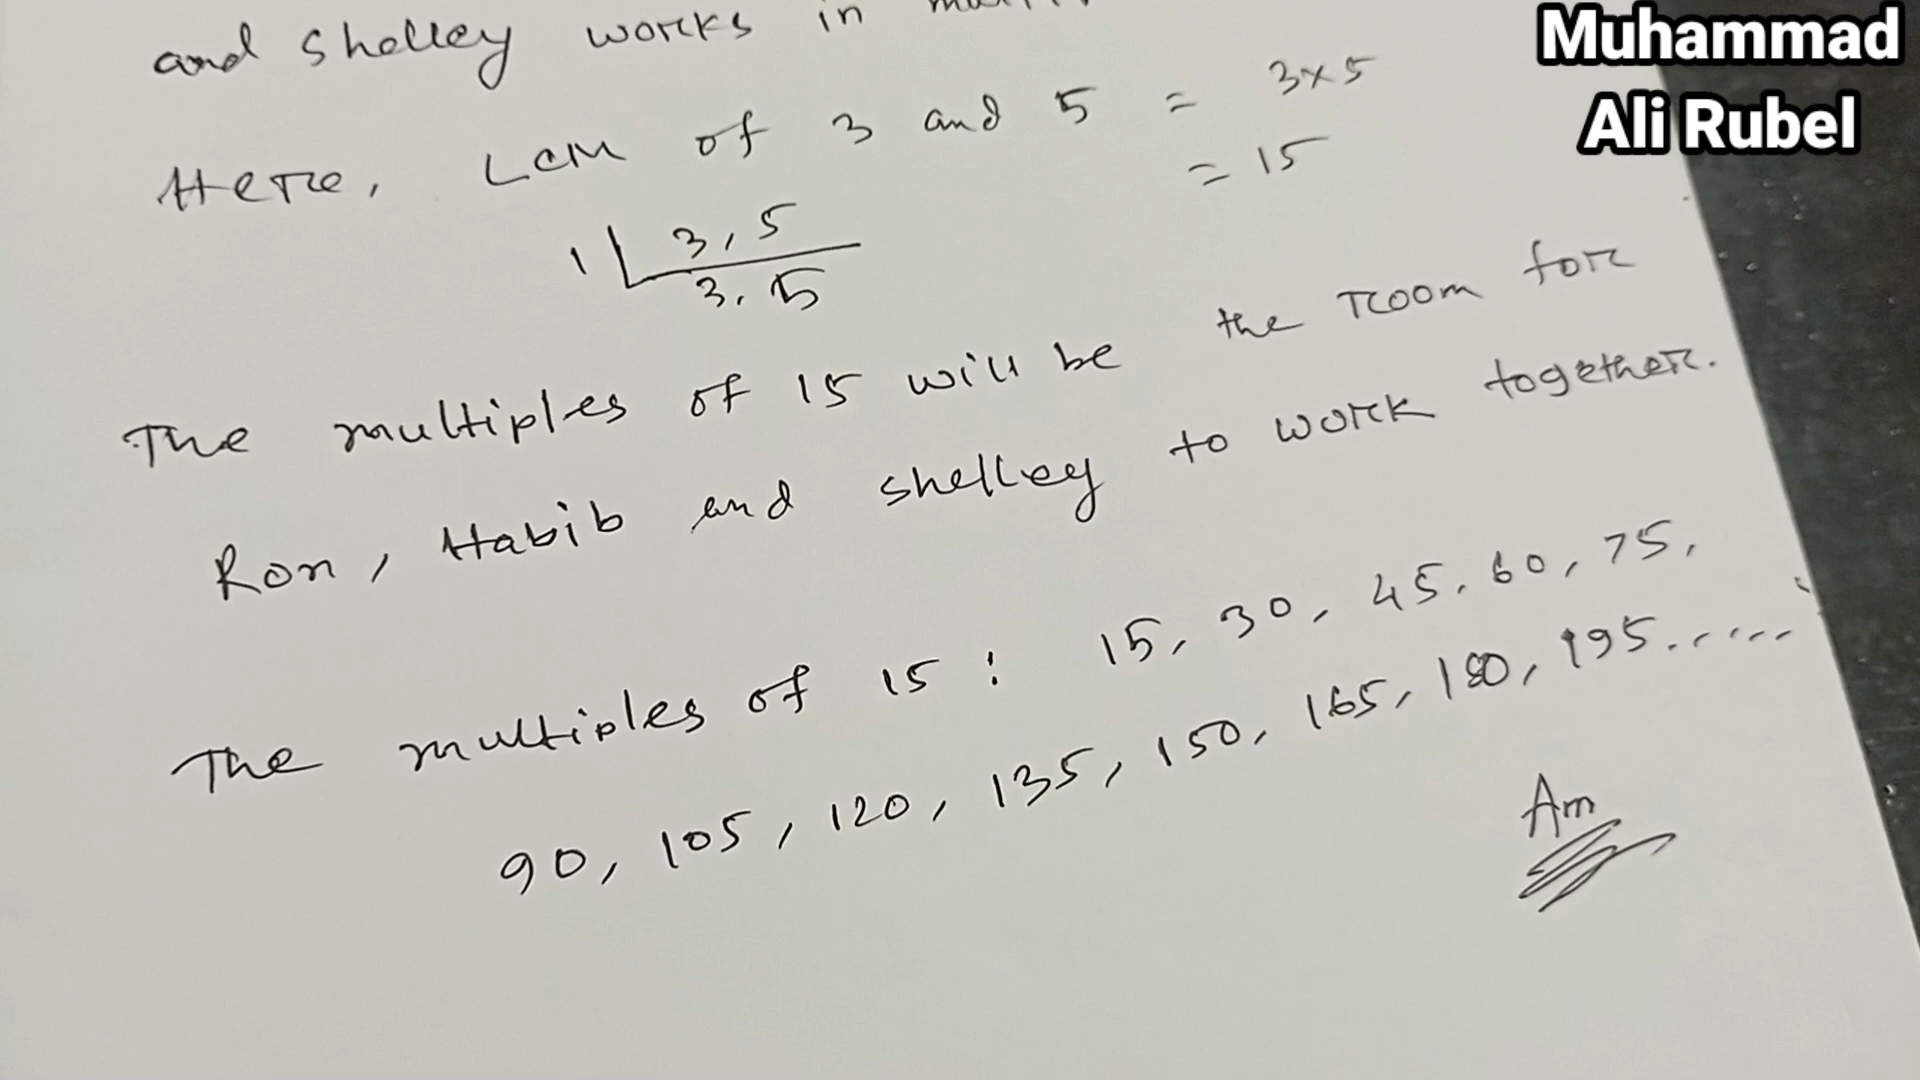 and shelley works in
Here, LCM of 3 and 5 = 3×5
= 15
1 3, 5
3, 5
The multiples of 15 will be the room for
Ron, Habib and shelley to work together.
The multiples of 15 : 15, 30, 45, 60, 75,
90, 105, 120, 135, 150, 165, 180, 195......
Muhammad
Ali Rubel